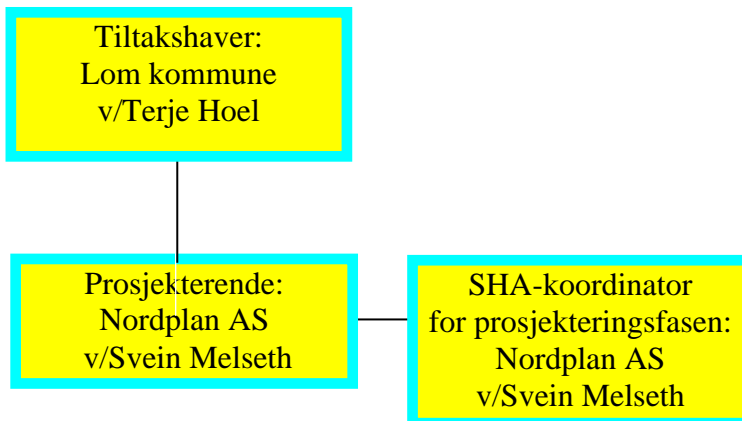 Tiltakshaver:
Lom kommune
v/Terje Hoel
Prosjekterende:
Nordplan AS
v/Svein Melseth
SHA-koordinator
for prosjekteringsfasen:
Nordplan AS
v/Svein Melseth